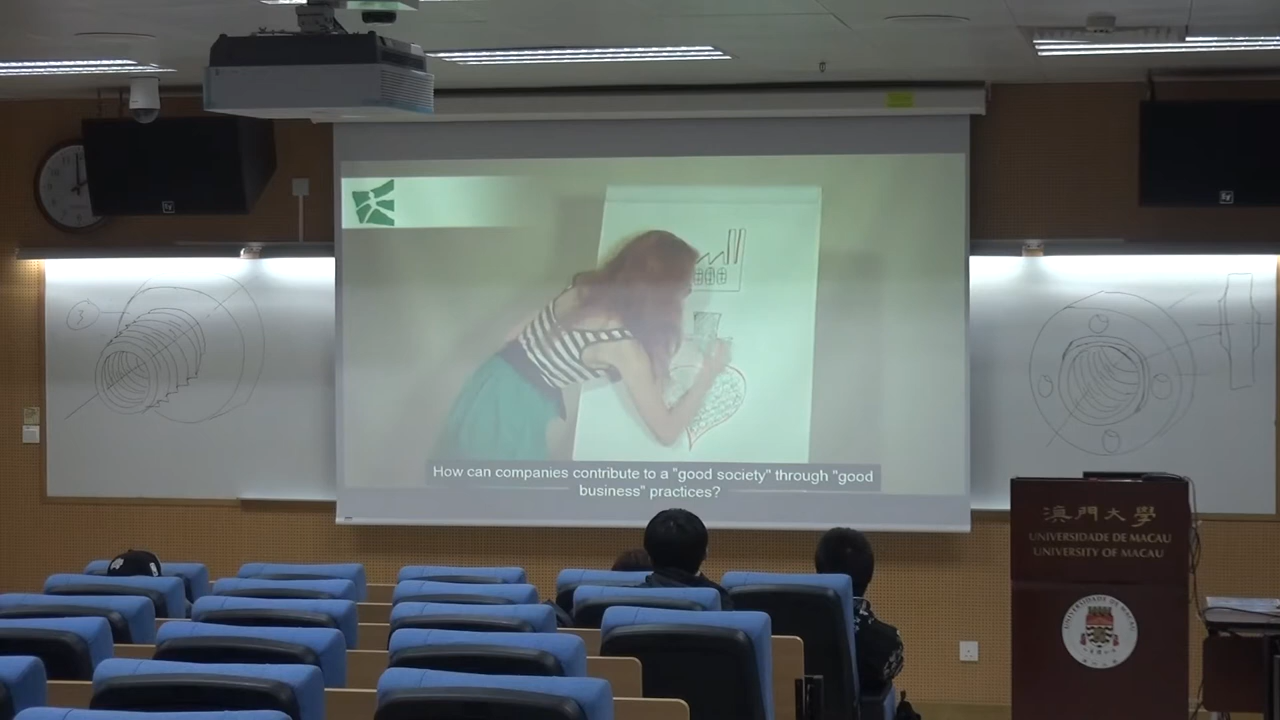 How can companies contribute to a "good society" through "good
business" practices?
澳門大學
UNIVERSIDADE DE MACAU
UNIVERSITY OF MACAU
3